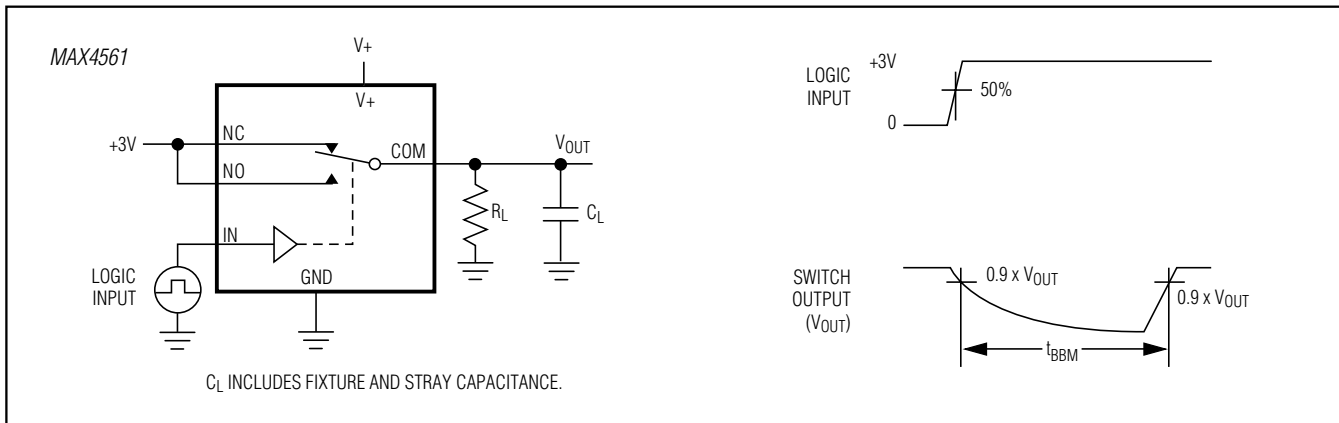 MAX4561
V+
V+
+3V
NC
NO
COM
VOUT
RL
CL
IN
LOGIC
INPUT
GND
CL INCLUDES FIXTURE AND STRAY CAPACITANCE.
LOGIC
INPUT
+3V
0
50%
SWITCH
OUTPUT
(VOUT)
0.9 x VOUT
0.9 x VOUT
tBBM